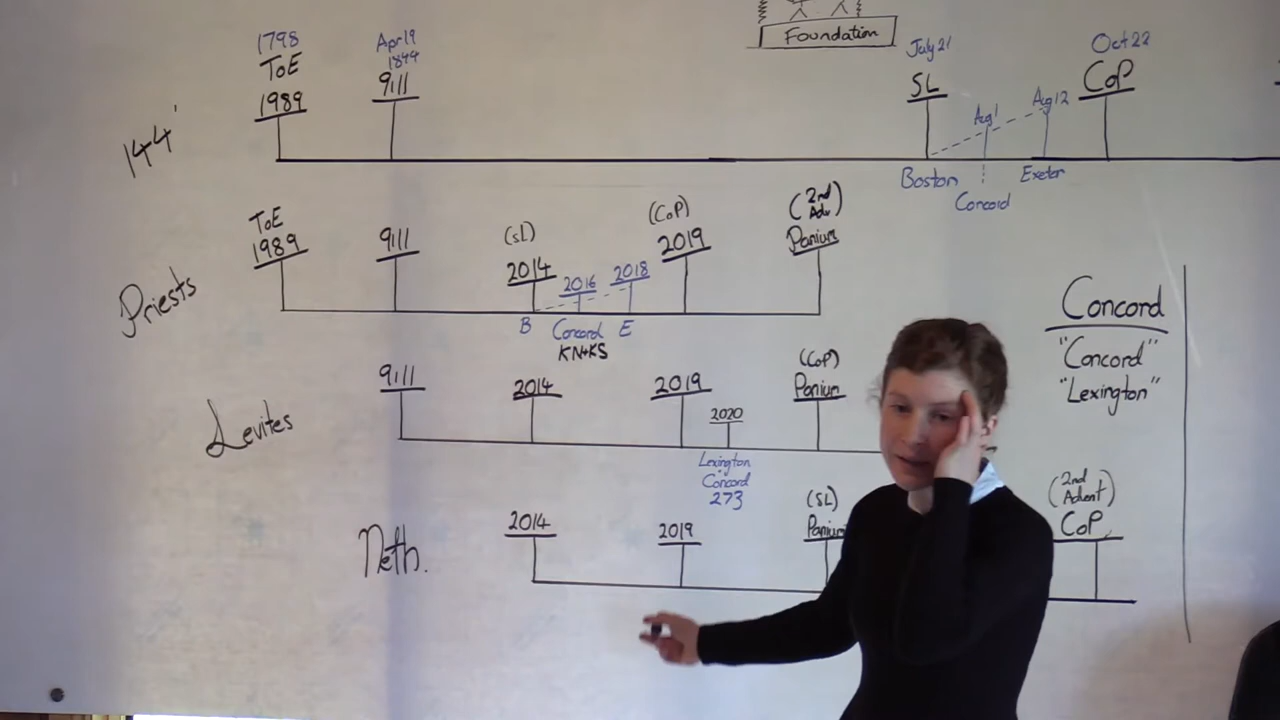 Foundation
1798
ToE
1989
Apr 19
1844
9.11
July 21
SL
Aug 1
Aug 12
Oct 22
CoP
144'
Boston
Concord
Exeter
ToE
1989
9.11
(SL)
2014
2016
2018
(CoP)
2019
(2nd
Adv)
Panium
Priests
B
Concord
KN+KS
E
Concord
"Concord"
"Lexington"
9.11
2014
2019
2020
(CoP)
Panium
Levites
Lexington
Concord
273
2014
2019
(SL)
Panium
(2nd
Advent)
CoP
Neth.